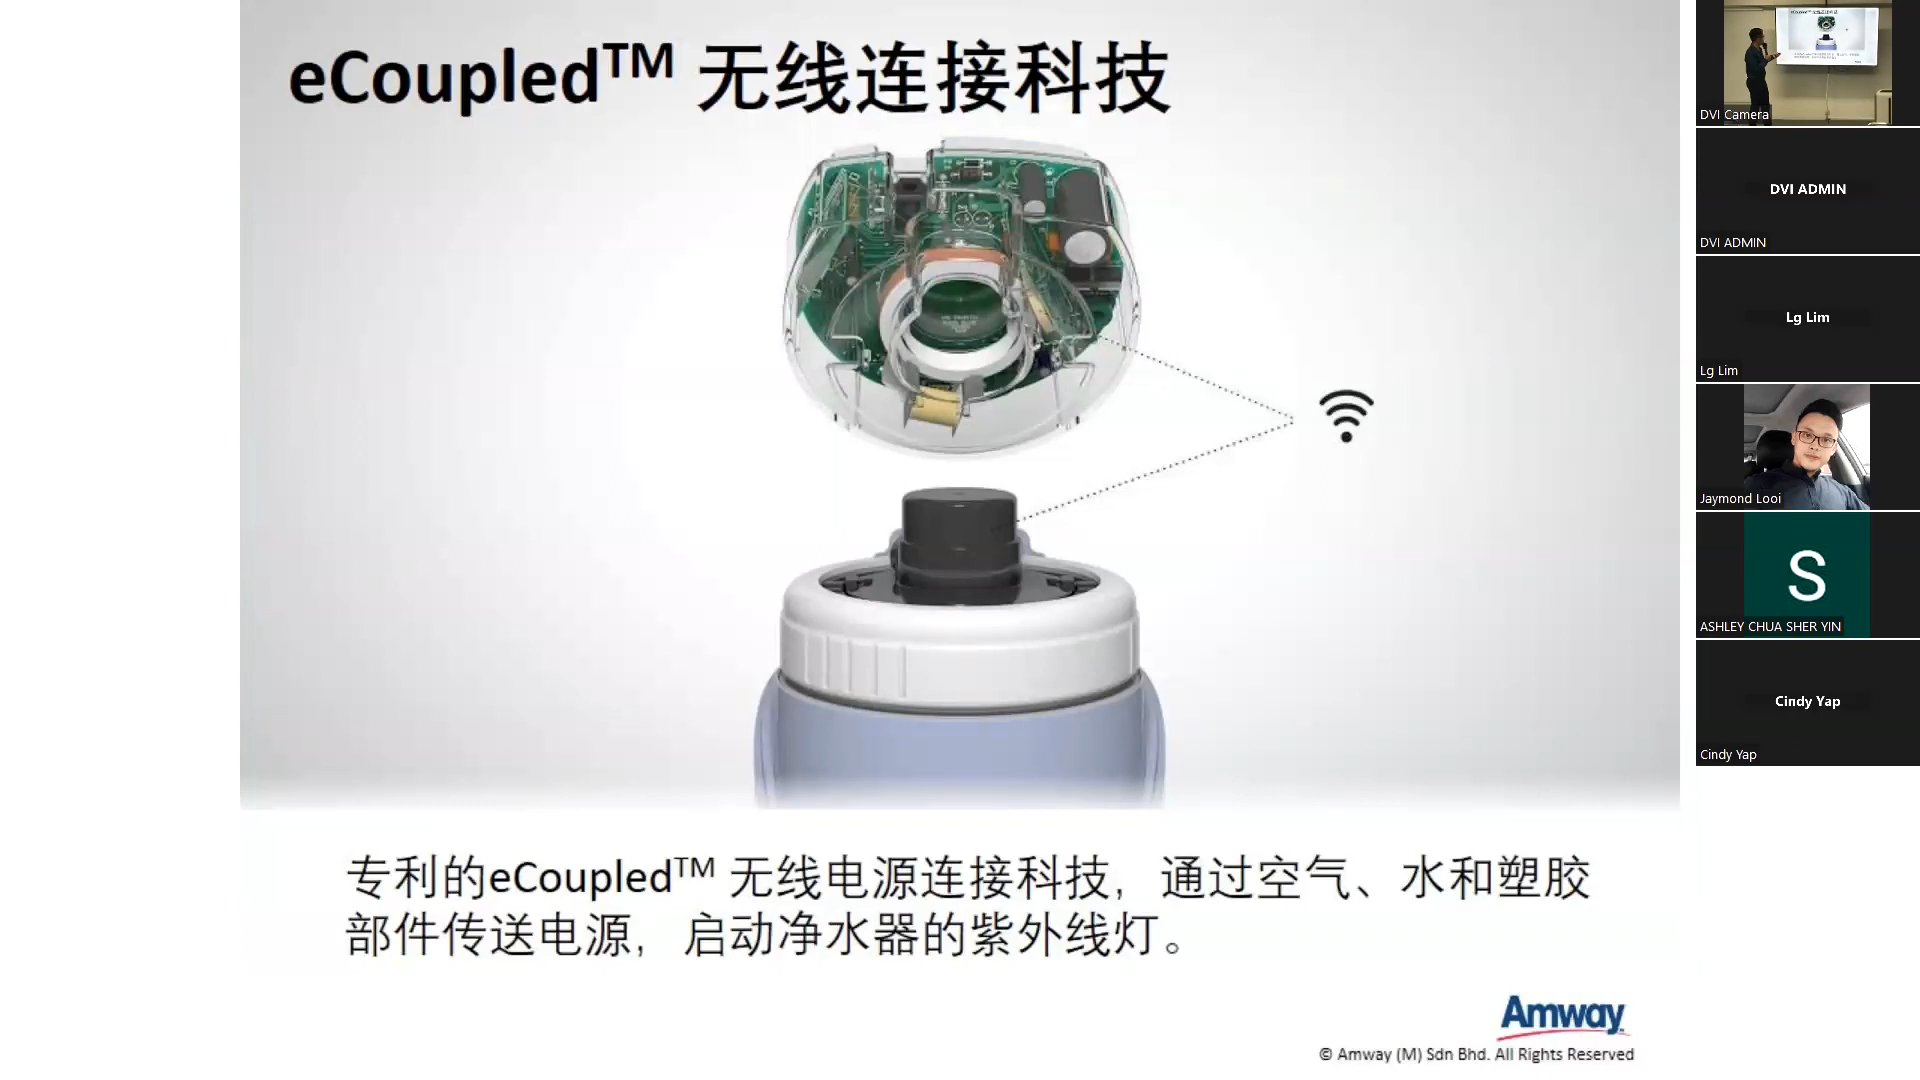 eCoupled™ 无线连接科技
专利的eCoupled™ 无线电源连接科技，通过空气、水和塑胶
部件传送电源，启动净水器的紫外线灯。
Amway
© Amway (M) Sdn Bhd. All Rights Reserved
DVI Camera
DVI ADMIN
DVI ADMIN
Lg Lim
Lg Lim
Jaymond Looi
S
ASHLEY CHUA SHER YIN
Cindy Yap
Cindy Yap